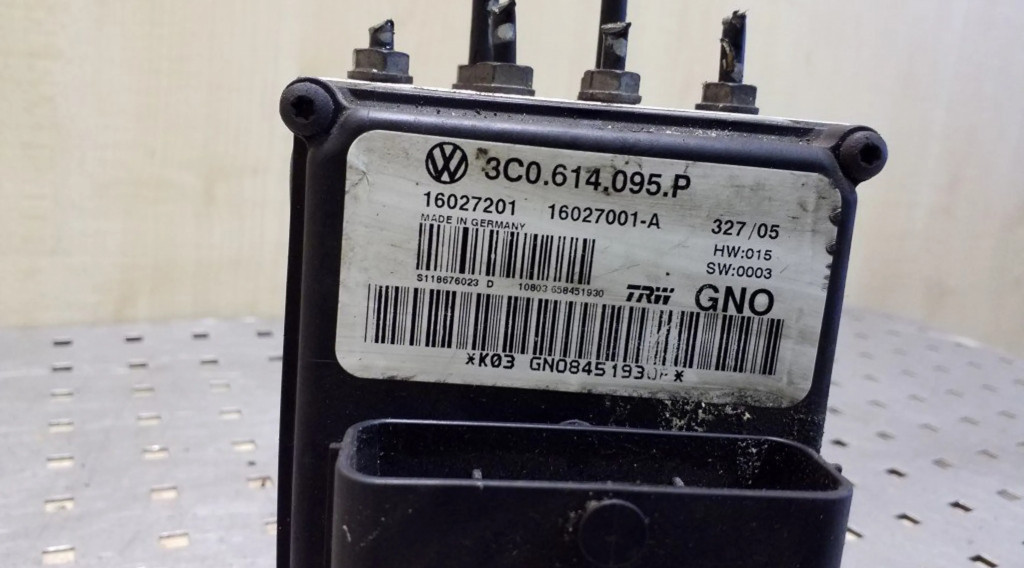 3C0.614.095.P
16027201 16027001-A 327/05
MADE IN GERMANY
HW:015
SW:0003
S118676023 D 10803 658451930
TRW GNO
*K03 GN0845193